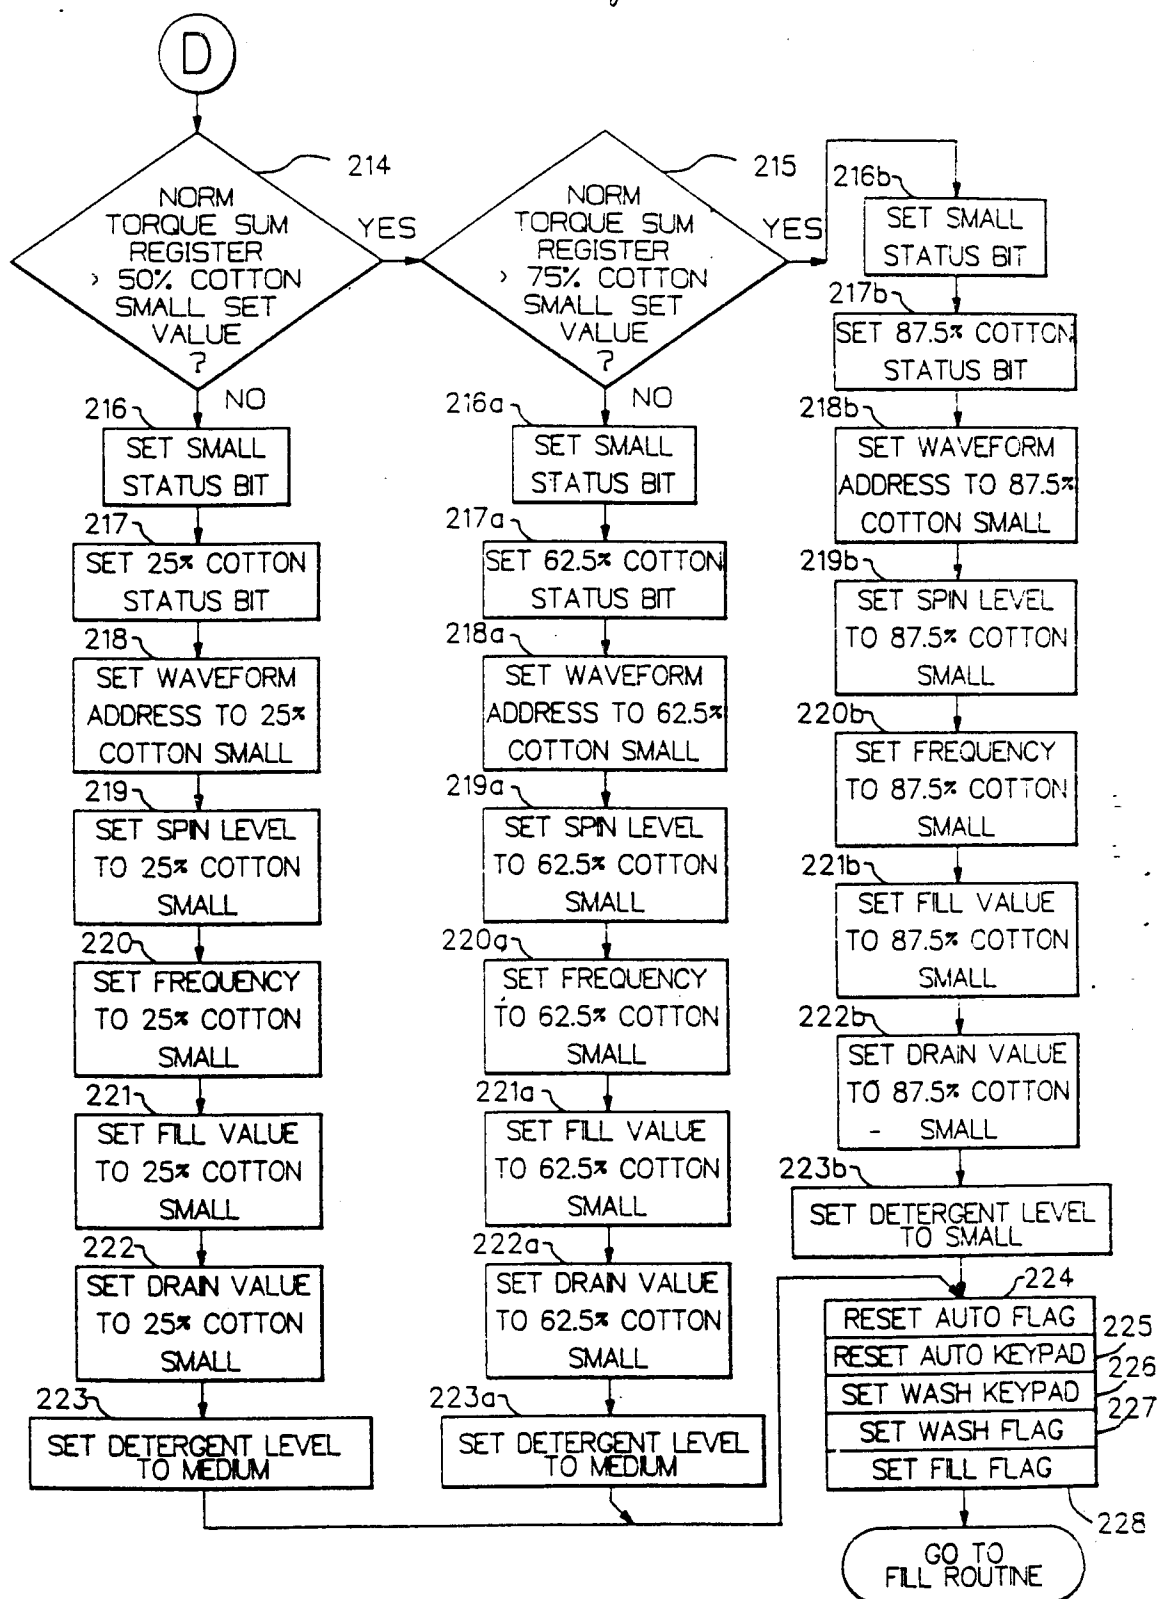 D
214
NORM
TORQUE SUM
REGISTER
> 50% COTTON
SMALL SET
VALUE
?
YES
NO
216
SET SMALL
STATUS BIT
217
SET 25% COTTON
STATUS BIT
218
SET WAVEFORM
ADDRESS TO 25%
COTTON SMALL
219
SET SPIN LEVEL
TO 25% COTTON
SMALL
220
SET FREQUENCY
TO 25% COTTON
SMALL
221
SET FILL VALUE
TO 25% COTTON
SMALL
222
SET DRAIN VALUE
TO 25% COTTON
SMALL
223
SET DETERGENT LEVEL
TO MEDIUM
215
NORM
TORQUE SUM
REGISTER
> 75% COTTON
SMALL SET
VALUE
?
YES
NO
216a
SET SMALL
STATUS BIT
217a
SET 62.5% COTTON
STATUS BIT
218a
SET WAVEFORM
ADDRESS TO 62.5%
COTTON SMALL
219a
SET SPIN LEVEL
TO 62.5% COTTON
SMALL
220a
SET FREQUENCY
TO 62.5% COTTON
SMALL
221a
SET FILL VALUE
TO 62.5% COTTON
SMALL
222a
SET DRAIN VALUE
TO 62.5% COTTON
SMALL
223a
SET DETERGENT LEVEL
TO MEDIUM
216b
SET SMALL
STATUS BIT
217b
SET 87.5% COTTON
STATUS BIT
218b
SET WAVEFORM
ADDRESS TO 87.5%
COTTON SMALL
219b
SET SPIN LEVEL
TO 87.5% COTTON
SMALL
220b
SET FREQUENCY
TO 87.5% COTTON
SMALL
221b
SET FILL VALUE
TO 87.5% COTTON
SMALL
222b
SET DRAIN VALUE
TO 87.5% COTTON
SMALL
223b
SET DETERGENT LEVEL
TO SMALL
224
RESET AUTO FLAG
225
RESET AUTO KEYPAD
226
SET WASH KEYPAD
227
SET WASH FLAG
SET FILL FLAG
228
GO TO
FILL ROUTINE